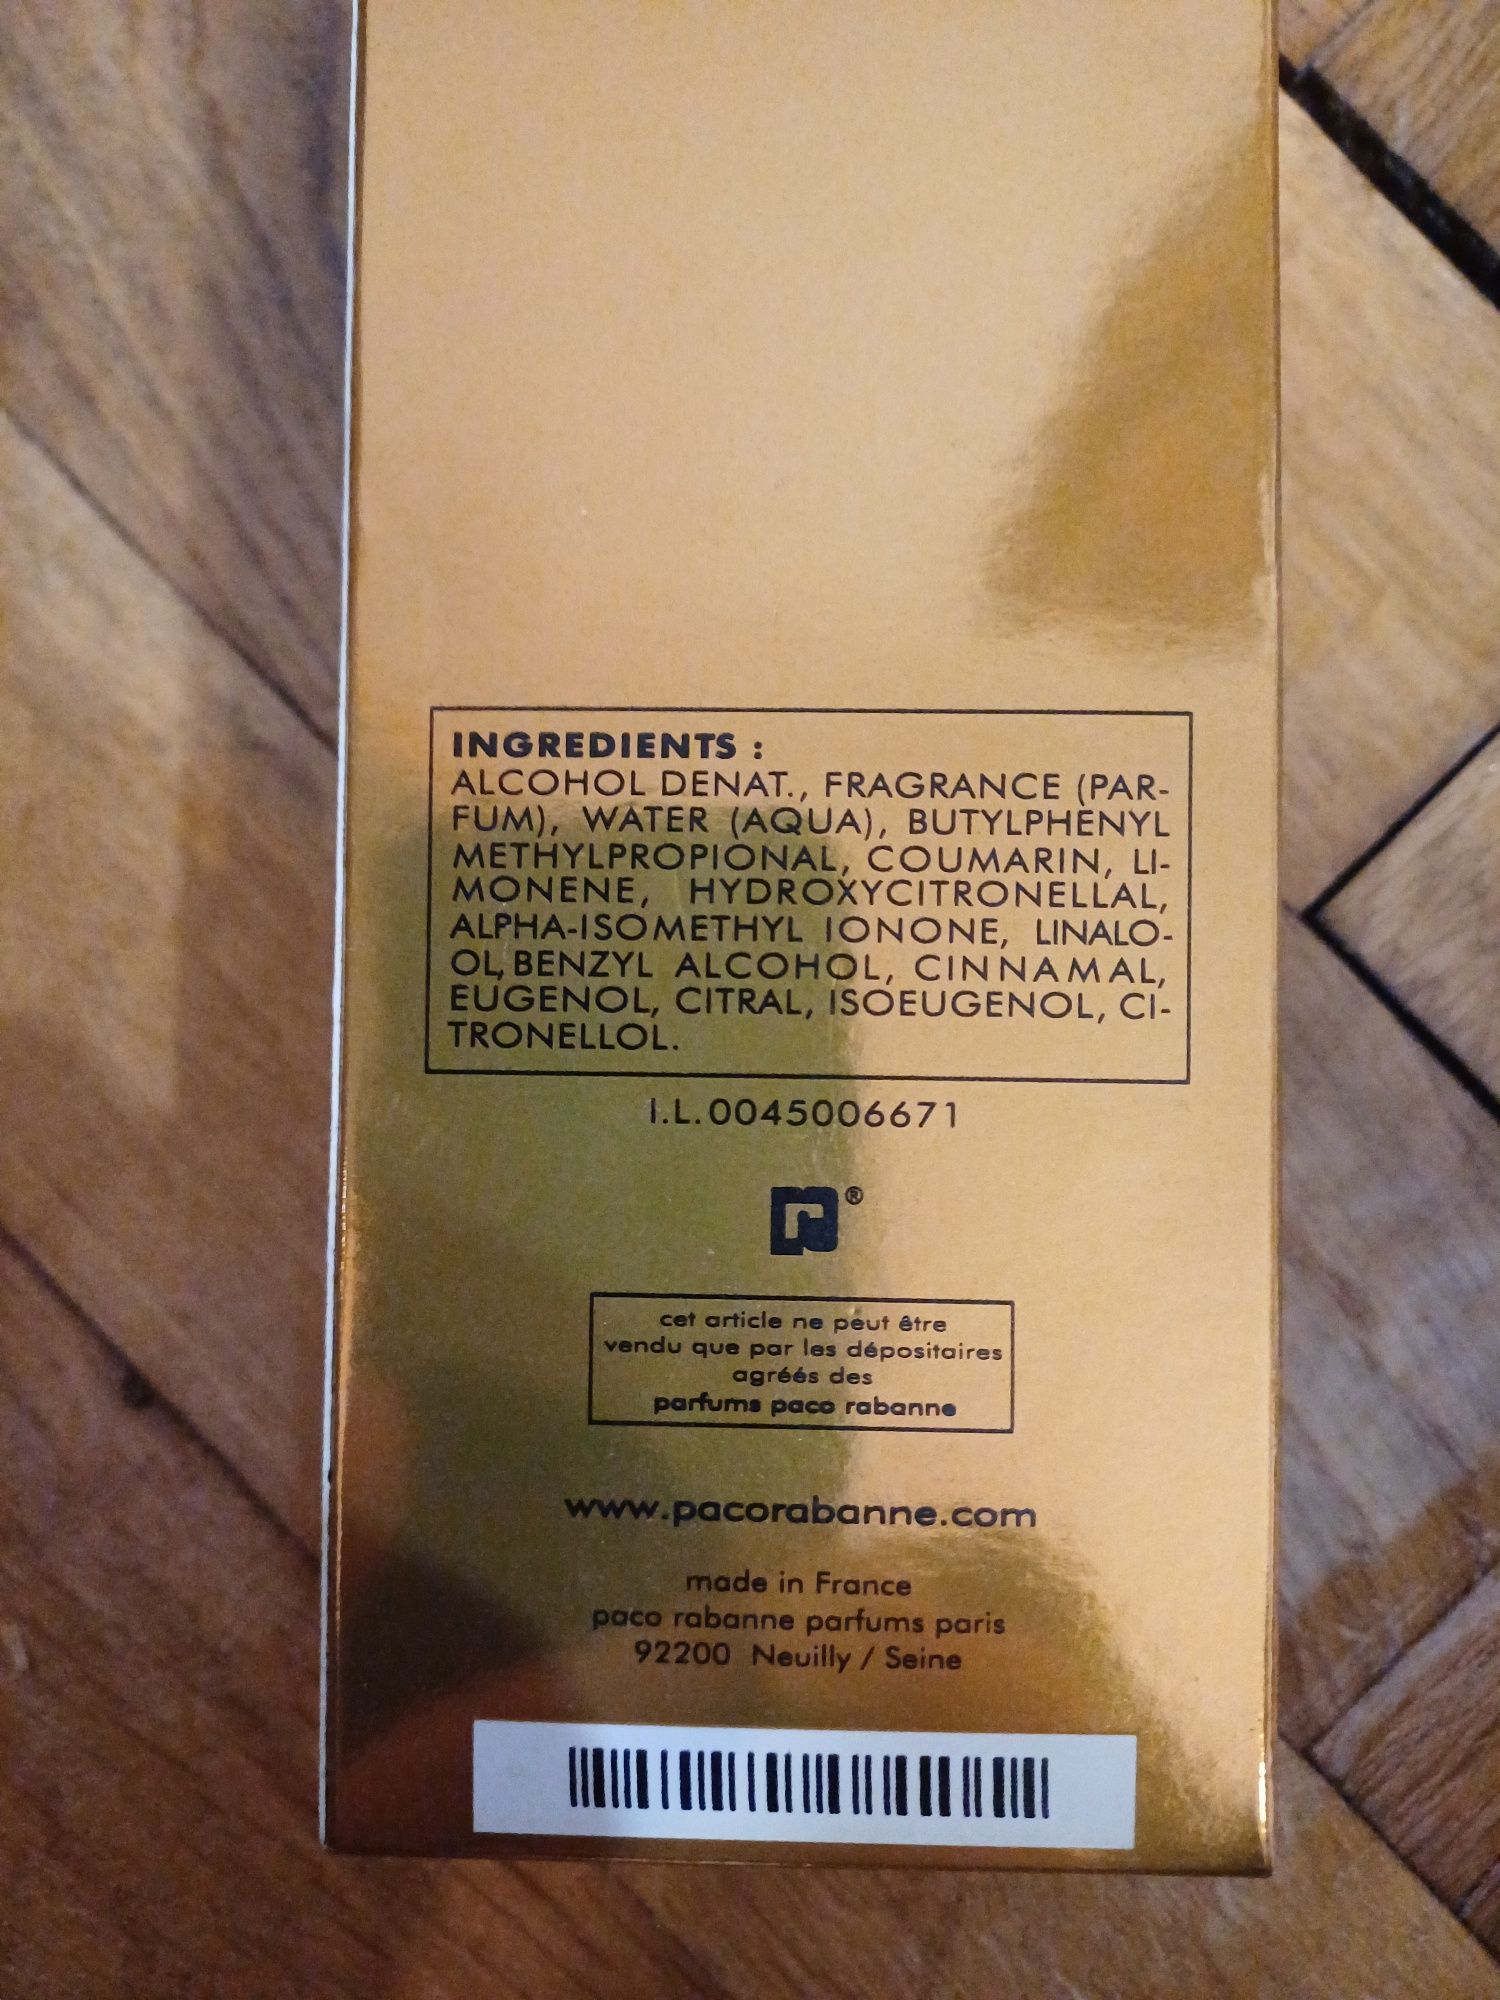 INGREDIENTS :
ALCOHOL DENAT., FRAGRANCE (PAR-
FUM), WATER (AQUA), BUTYLPHENYL
METHYLPROPIONAL, COUMARIN, LI-
MONENE, HYDROXYCITRONELLAL,
ALPHA-ISOMETHYL IONONE, LINALO-
OL, BENZYL ALCOHOL, CINNAMAL,
EUGENOL, CITRAL, ISOEUGENOL, CI-
TRONELLOL.
I.L. 0045006671
r®
cet article ne peut être
vendu que par les dépositaires
agréés des
parfums paco rabanne
www.pacorabanne.com
made in France
paco rabanne parfums paris
92200 Neuilly / Seine